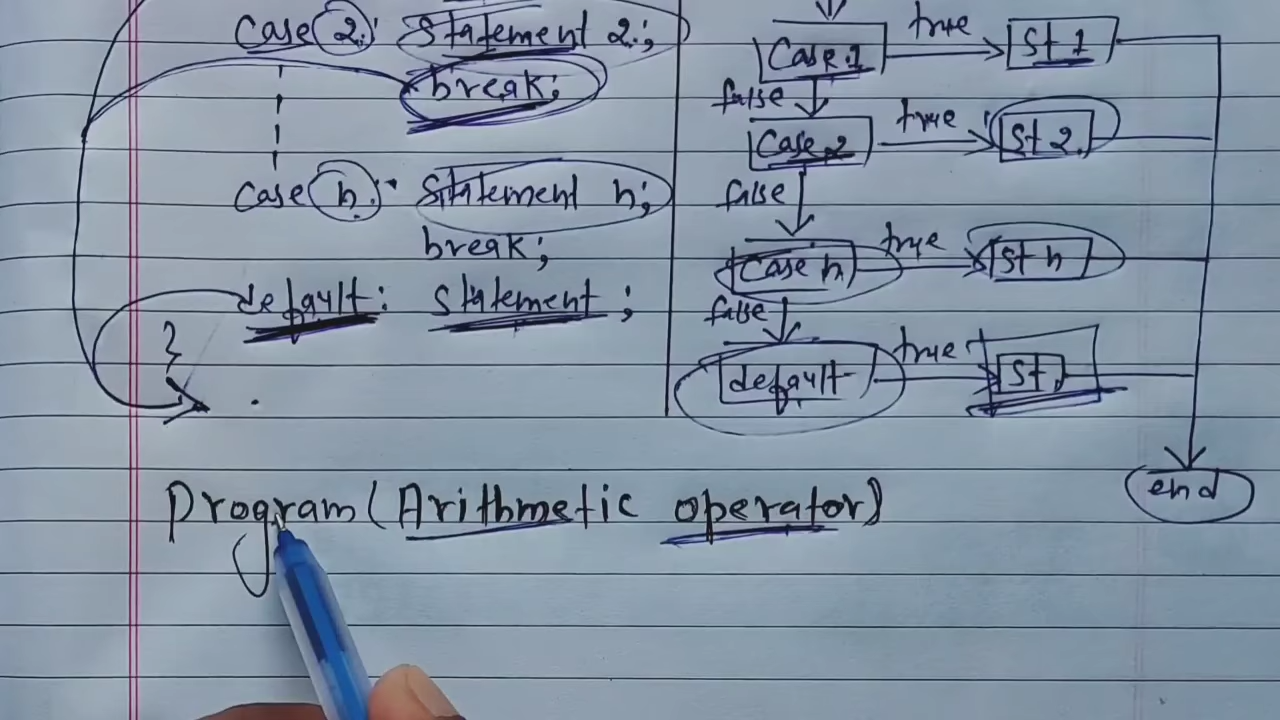 case 2: statement 2;
break;
case n: statement n;
break;
default: statement ;
}
true
Case 1
St 1
false
true
Case 2
St 2
false
true
Case n
St n
false
true
default
St
end
Program (Arithmetic operator)